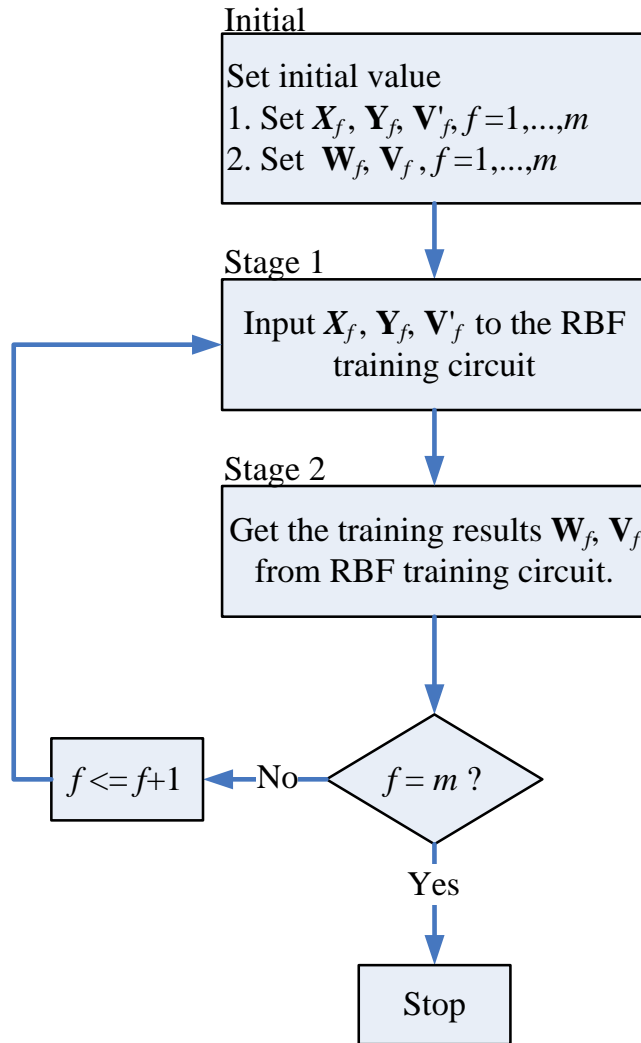 Initial
Set initial value
1. Set X_f, Y_f, V'_f, f =1,...,m
2. Set W_f, V_f , f =1,...,m
Stage 1
Input X_f, Y_f, V'_f to the RBF
training circuit
Stage 2
Get the training results W_f, V_f
from RBF training circuit.
f = m ?
No
f <= f+1
Yes
Stop